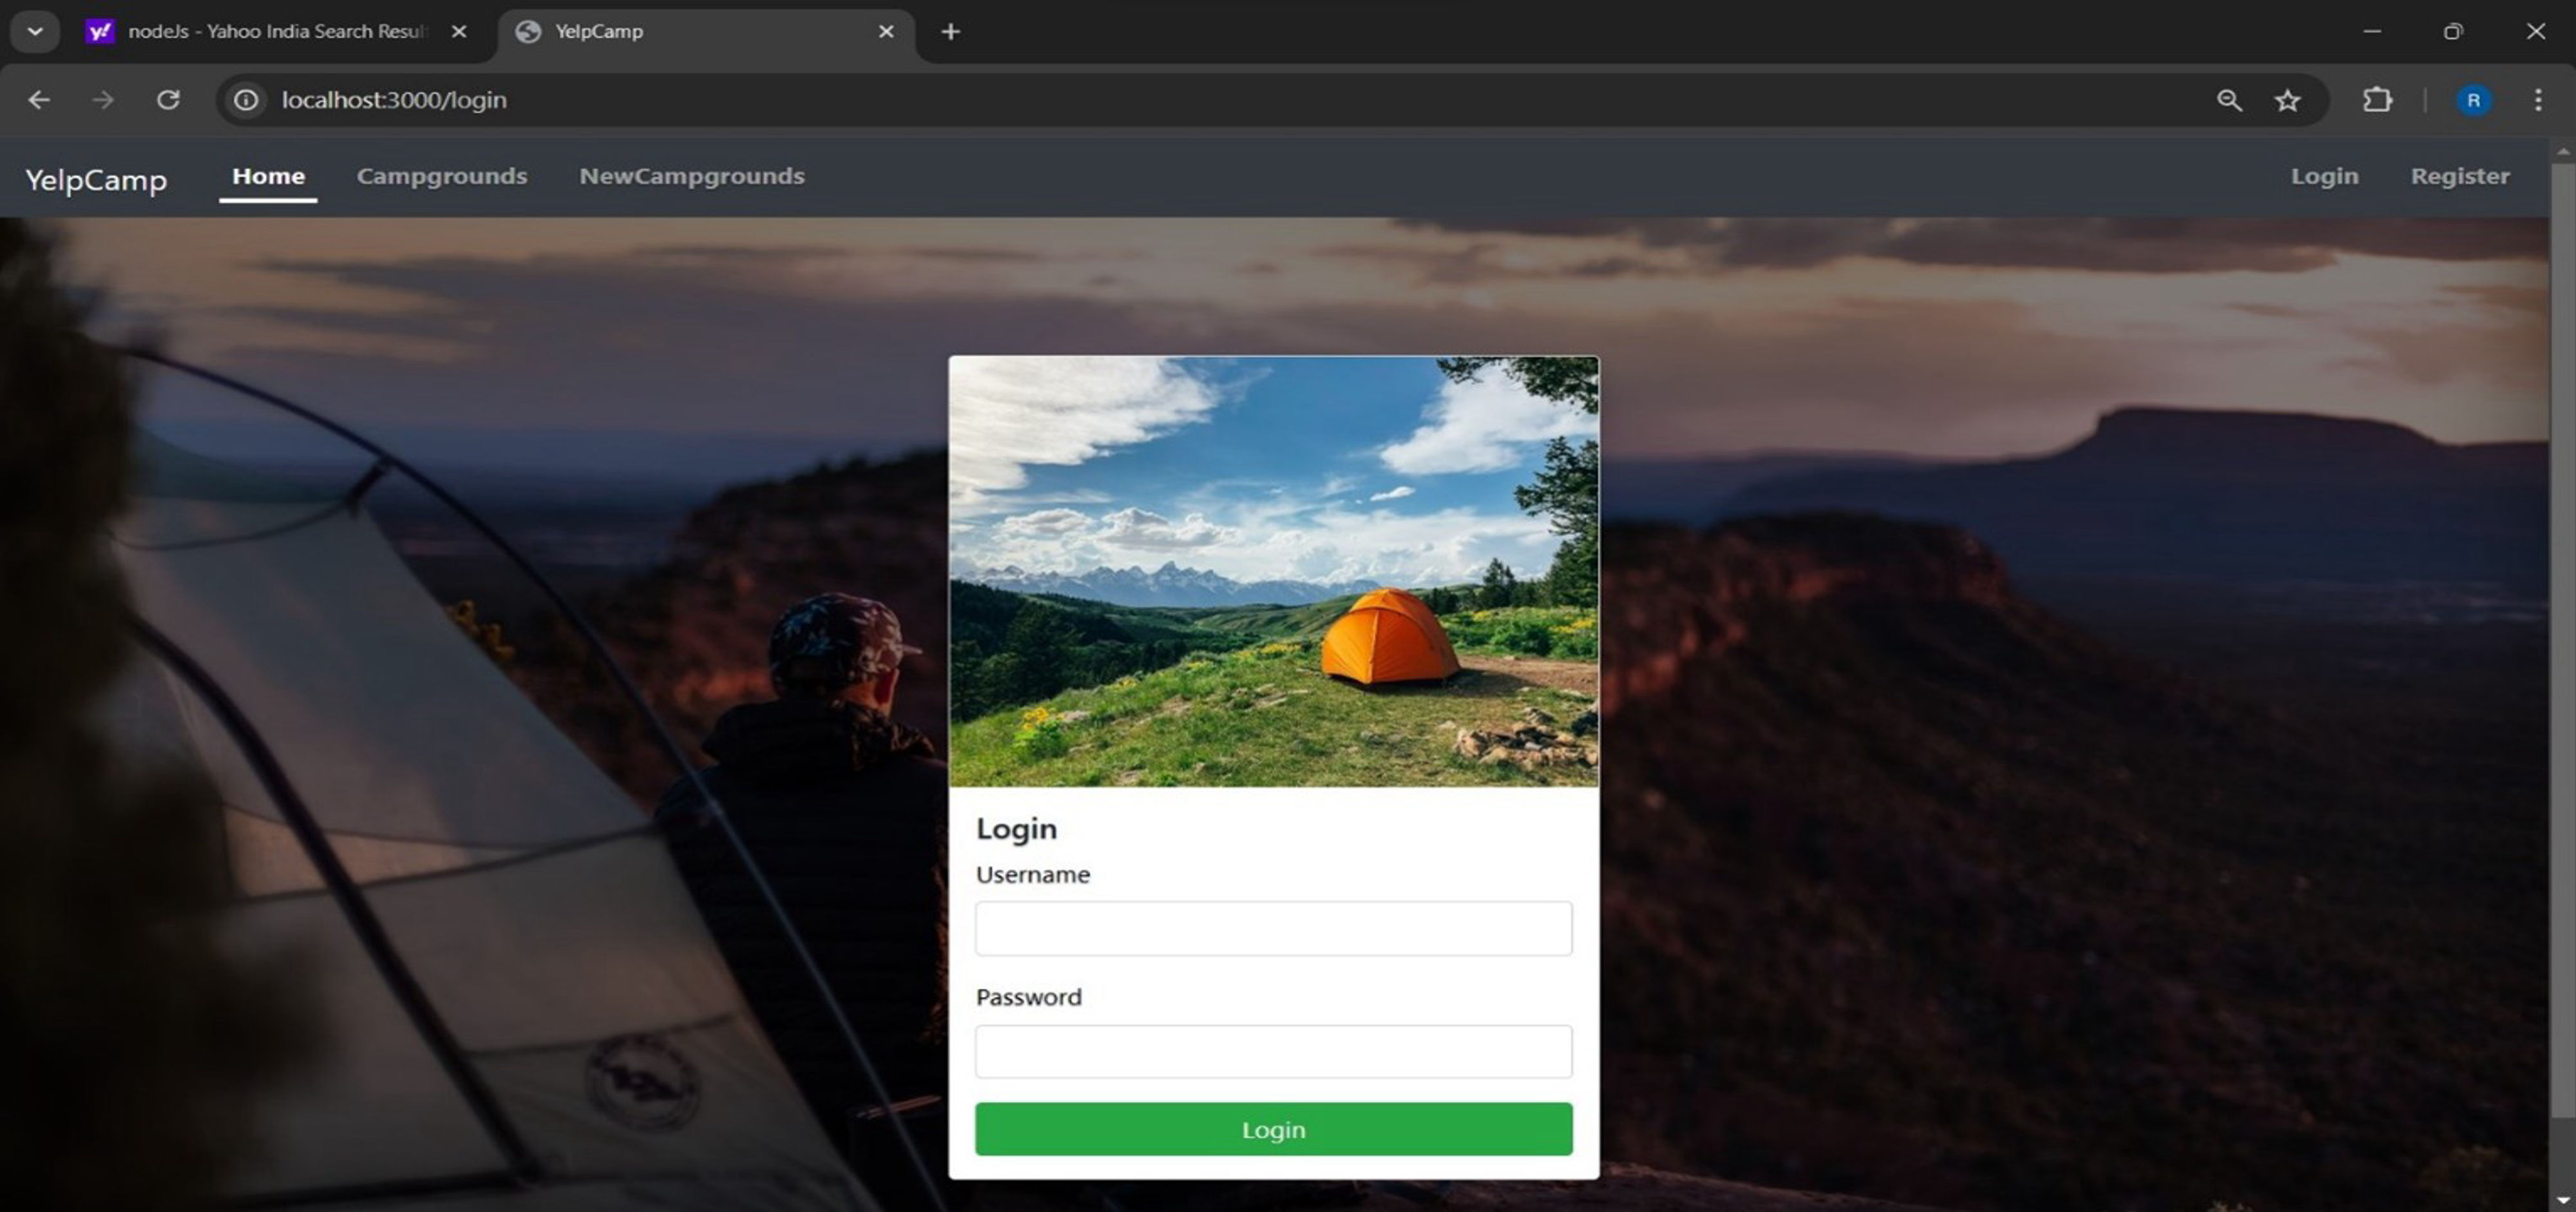 nodeJs - Yahoo India Search Resul
YelpCamp
localhost:3000/login
R
YelpCamp
Home
Campgrounds
NewCampgrounds
Login
Register
Login
Username
Password
Login